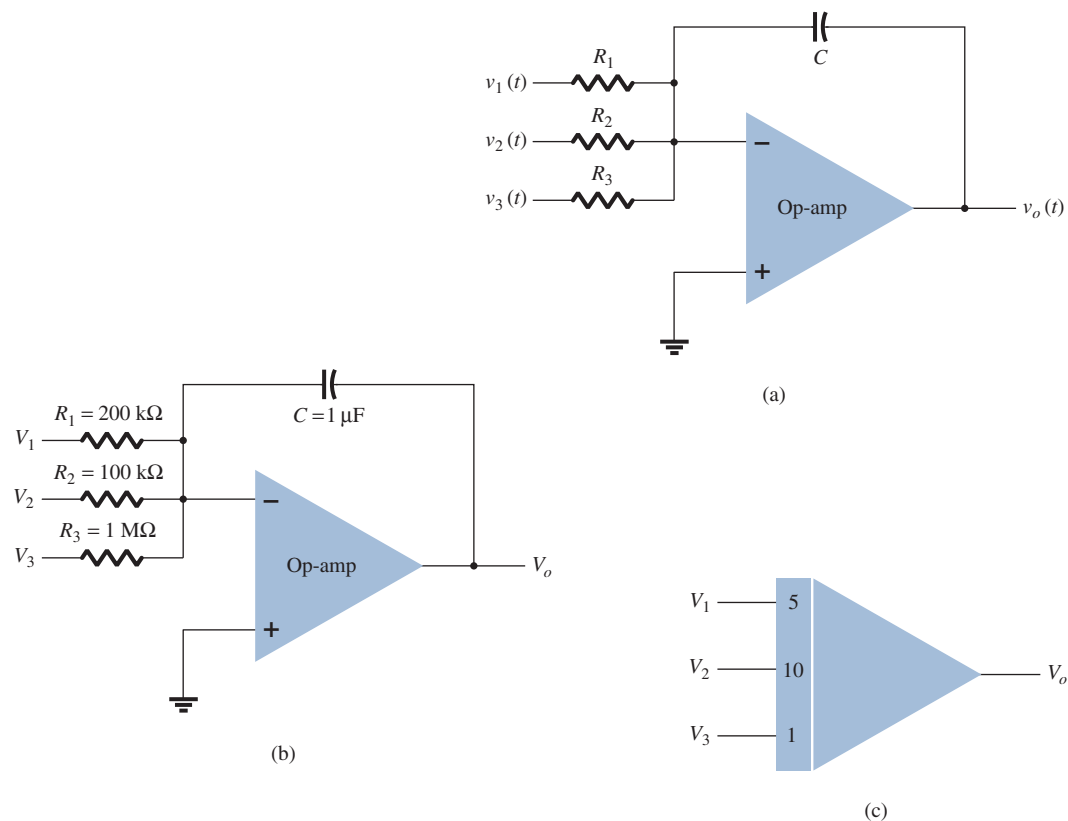 R₁
v₁(t)
R₂
v₂(t)
R₃
v₃(t)
C
−
+
Op-amp
vₒ(t)
(a)
R₁ = 200 kΩ
V₁
R₂ = 100 kΩ
V₂
R₃ = 1 MΩ
V₃
C = 1 μF
−
+
Op-amp
Vₒ
(b)
V₁ 5
V₂ 10
V₃ 1
Vₒ
(c)